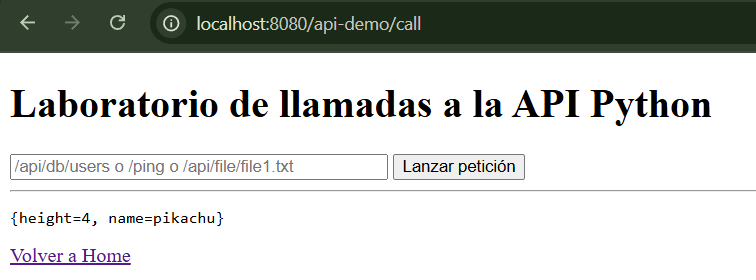 localhost:8080/api-demo/call
Laboratorio de llamadas a la API Python
/api/db/users o /ping o /api/file/file1.txt Lanzar petición
{height=4, name=pikachu}
Volver a Home